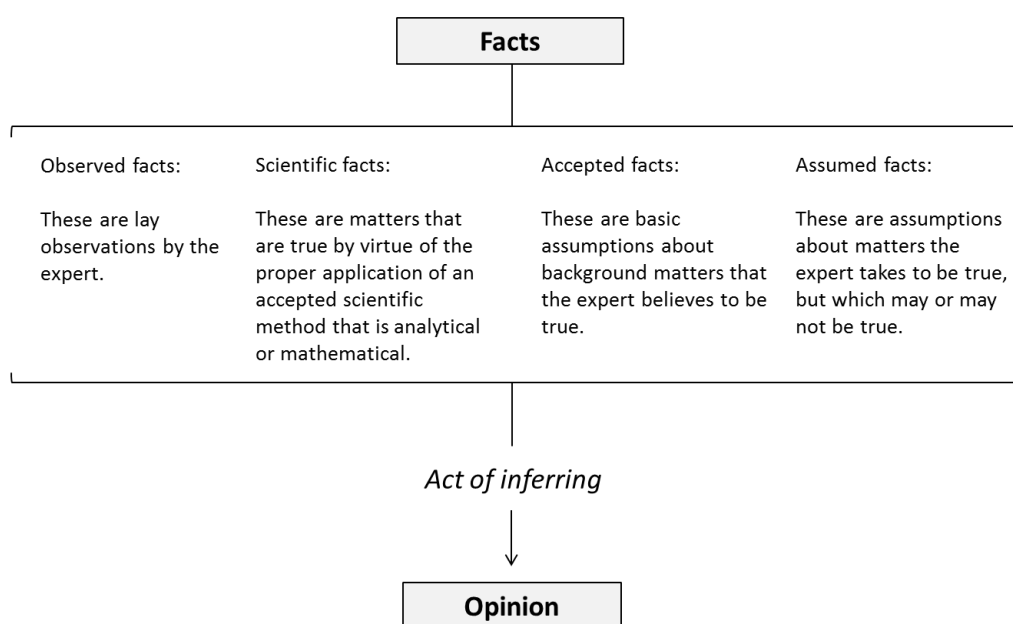 Facts
Observed facts:
These are lay
observations by the
expert.
Scientific facts:
These are matters that
are true by virtue of the
proper application of an
accepted scientific
method that is analytical
or mathematical.
Accepted facts:
These are basic
assumptions about
background matters that
the expert believes to be
true.
Assumed facts:
These are assumptions
about matters the
expert takes to be true,
but which may or may
not be true.
Act of inferring
Opinion